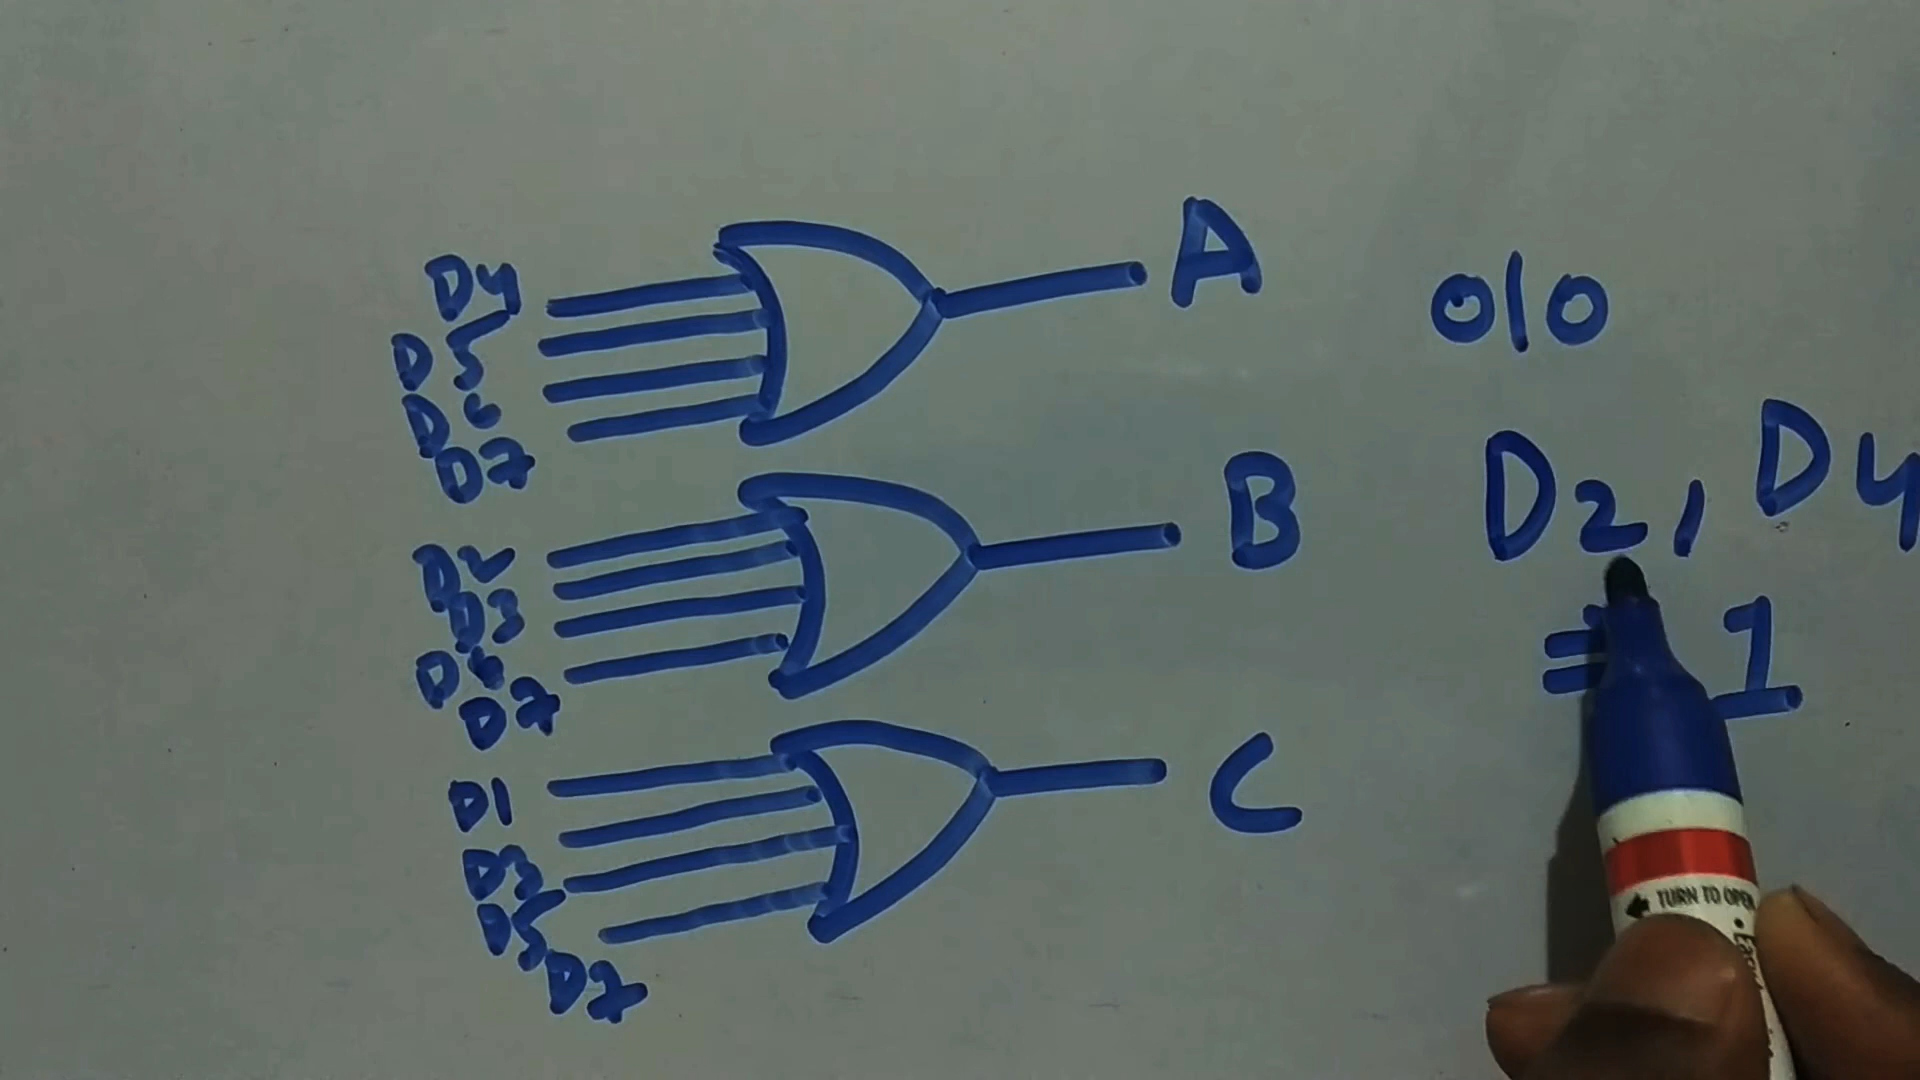 D4
D5
D6
D7
A
010
D2
D3
D6
D7
B
D2, D4
= 1
D1
D3
D5
D7
C
TURN TO OPEN